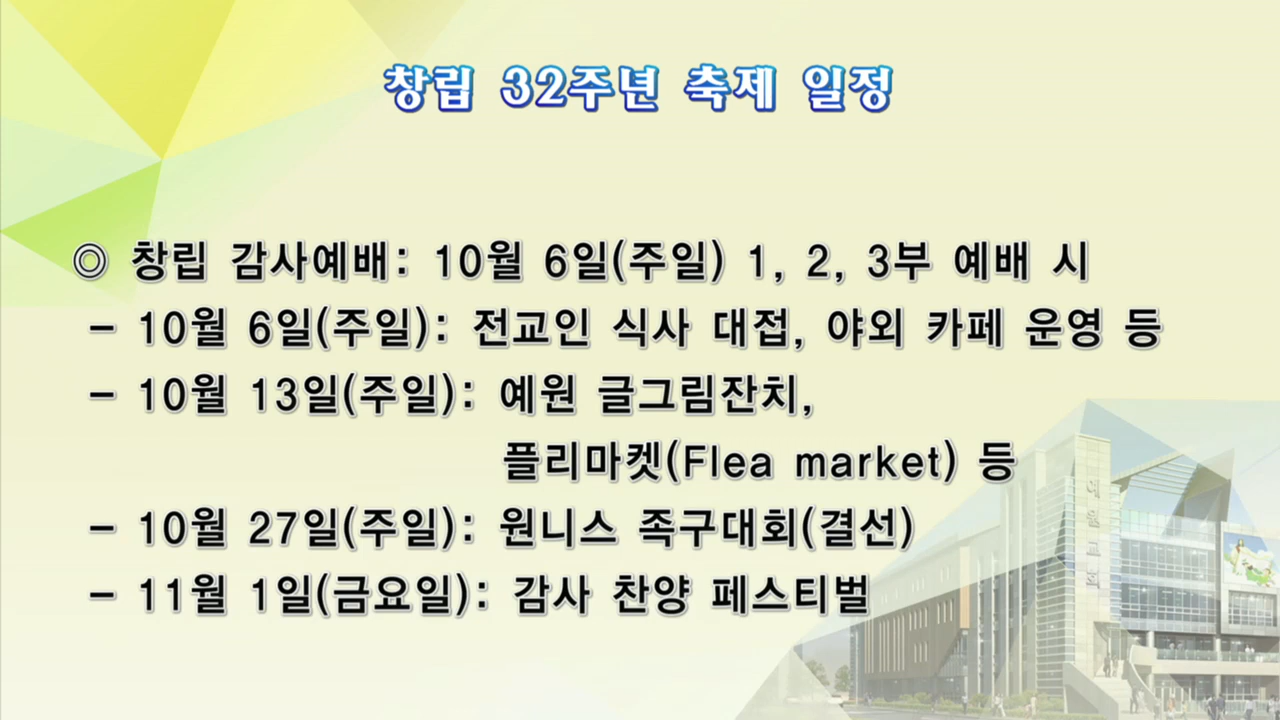 창립 32주년 축제 일정
◎ 창립 감사예배: 10월 6일(주일) 1, 2, 3부 예배 시
- 10월 6일(주일): 전교인 식사 대접, 야외 카페 운영 등
- 10월 13일(주일): 예원 글그림잔치,
플리마켓(Flea market) 등
- 10월 27일(주일): 원니스 족구대회(결선)
- 11월 1일(금요일): 감사 찬양 페스티벌
예원교회